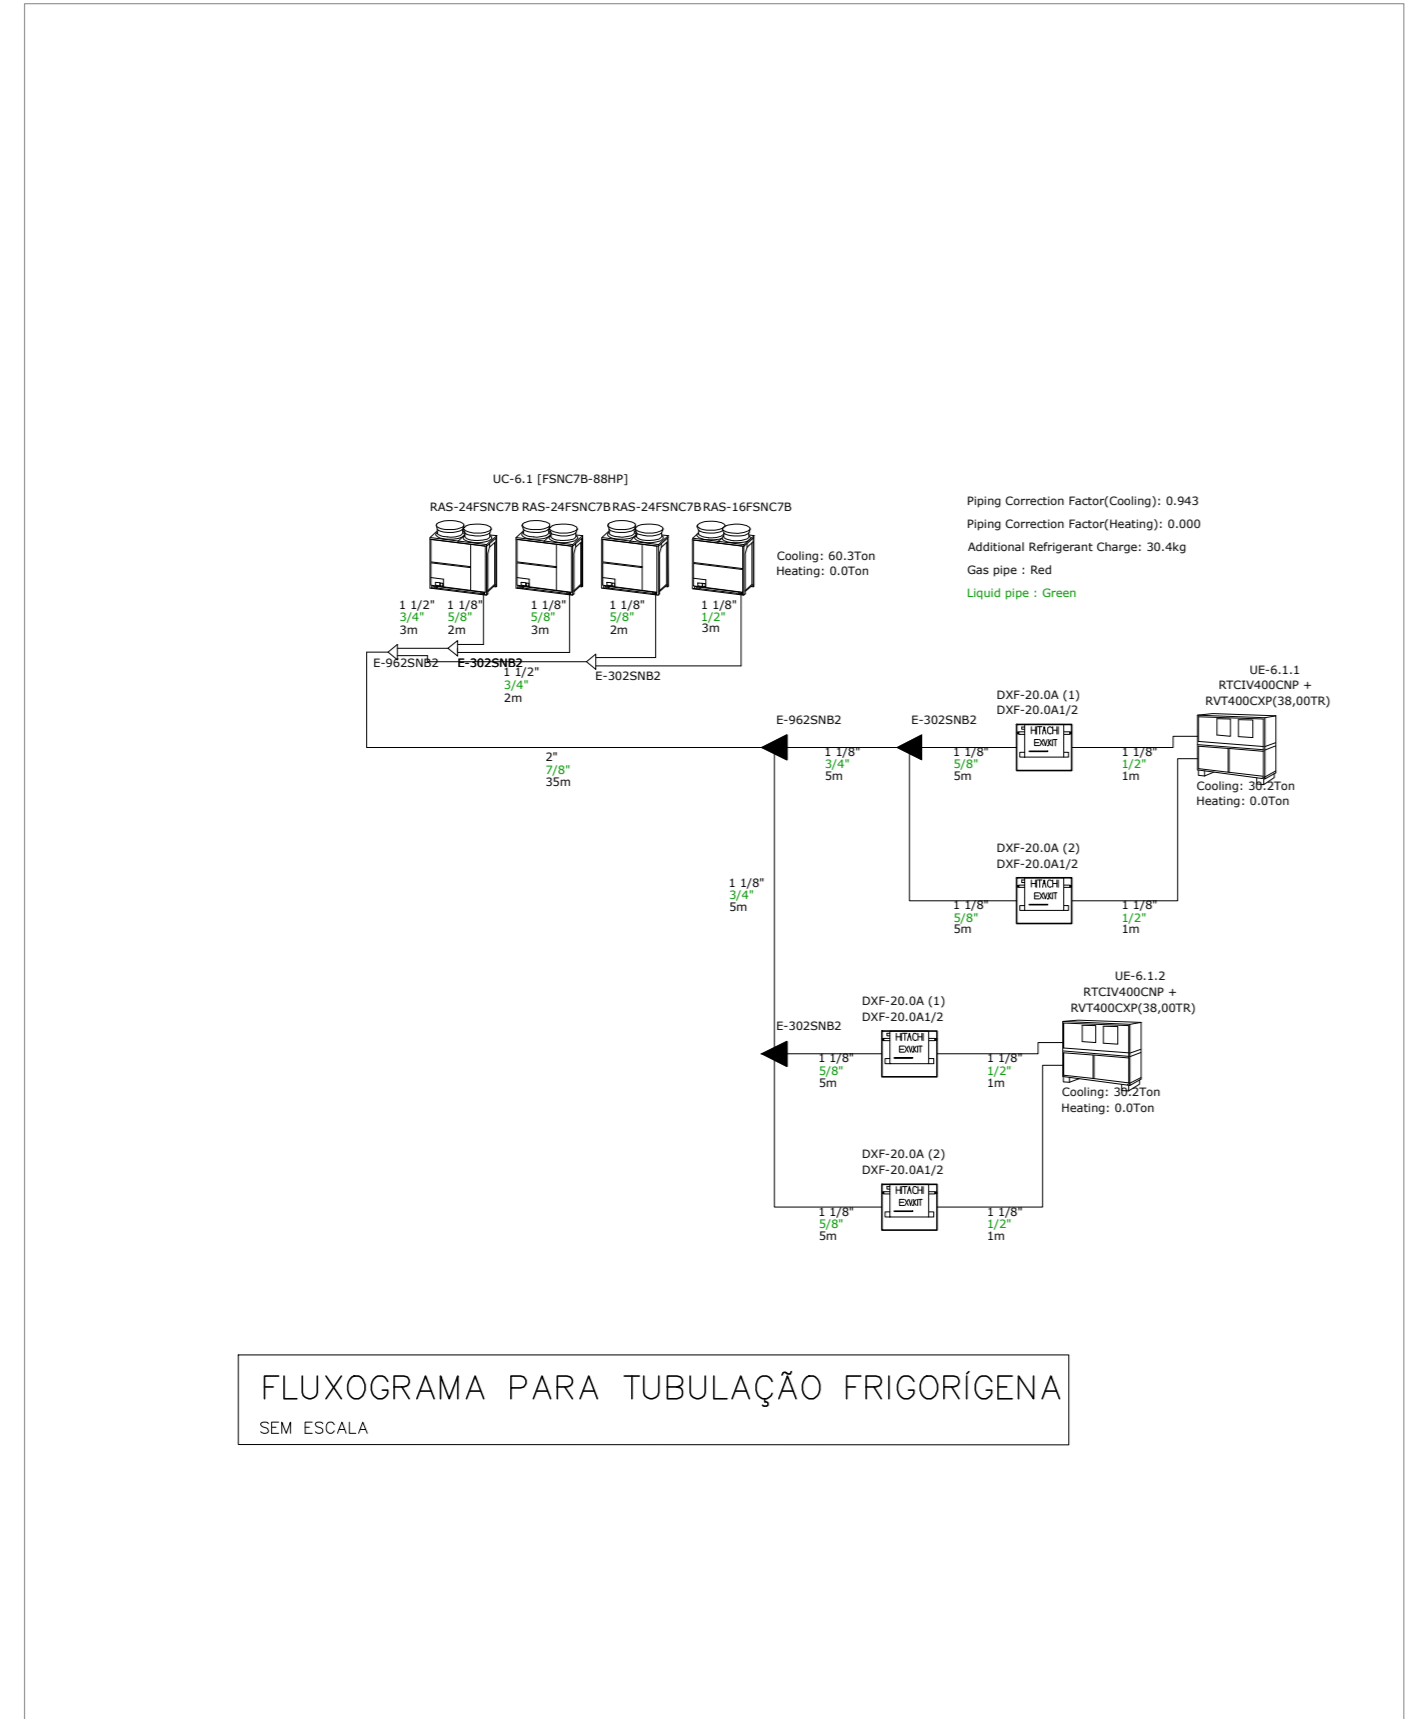 UC-6.1 [FSNC7B-88HP]
RAS-24FSNC7B RAS-24FSNC7B RAS-24FSNC7B RAS-16FSNC7B
Cooling: 60.3Ton
Heating: 0.0Ton
Piping Correction Factor(Cooling): 0.943
Piping Correction Factor(Heating): 0.000
Additional Refrigerant Charge: 30.4kg
Gas pipe : Red
Liquid pipe : Green
1 1/2"
3/4"
3m
1 1/8"
5/8"
2m
1 1/8"
5/8"
3m
1 1/8"
5/8"
2m
1 1/8"
1/2"
3m
E-962SNB2
E-302SNB2
E-302SNB2
1 1/2"
3/4"
2m
2"
7/8"
35m
E-962SNB2
1 1/8"
3/4"
5m
E-302SNB2
1 1/8"
5/8"
5m
DXF-20.0A (1)
DXF-20.0A1/2
HITACHI
EXV.KIT
1 1/8"
1/2"
1m
UE-6.1.1
RTCIV400CNP +
RVT400CXP(38,00TR)
Cooling: 30.2Ton
Heating: 0.0Ton
DXF-20.0A (2)
DXF-20.0A1/2
HITACHI
EXV.KIT
1 1/8"
5/8"
5m
1 1/8"
1/2"
1m
1 1/8"
3/4"
5m
UE-6.1.2
RTCIV400CNP +
RVT400CXP(38,00TR)
Cooling: 30.2Ton
Heating: 0.0Ton
E-302SNB2
DXF-20.0A (1)
DXF-20.0A1/2
HITACHI
EXV.KIT
1 1/8"
5/8"
5m
1 1/8"
1/2"
1m
DXF-20.0A (2)
DXF-20.0A1/2
HITACHI
EXV.KIT
1 1/8"
5/8"
5m
1 1/8"
1/2"
1m
FLUXOGRAMA PARA TUBULAÇÃO FRIGORÍGENA
SEM ESCALA